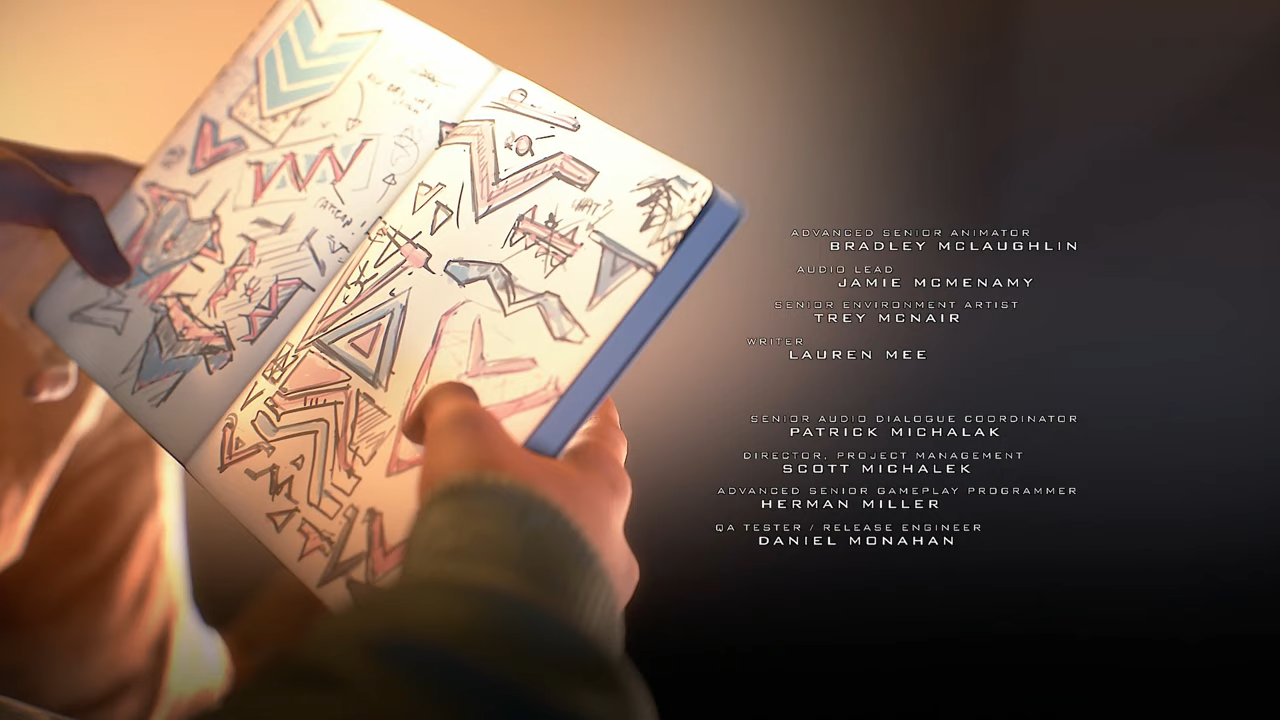 WHAT?
ADVANCED SENIOR ANIMATOR
BRADLEY MCLAUGHLIN
AUDIO LEAD
JAMIE MCMENAMY
SENIOR ENVIRONMENT ARTIST
TREY MCNAIR
WRITER
LAUREN MEE
SENIOR AUDIO DIALOGUE COORDINATOR
PATRICK MICHALAK
DIRECTOR, PROJECT MANAGEMENT
SCOTT MICHALEK
ADVANCED SENIOR GAMEPLAY PROGRAMMER
HERMAN MILLER
QA TESTER / RELEASE ENGINEER
DANIEL MONAHAN